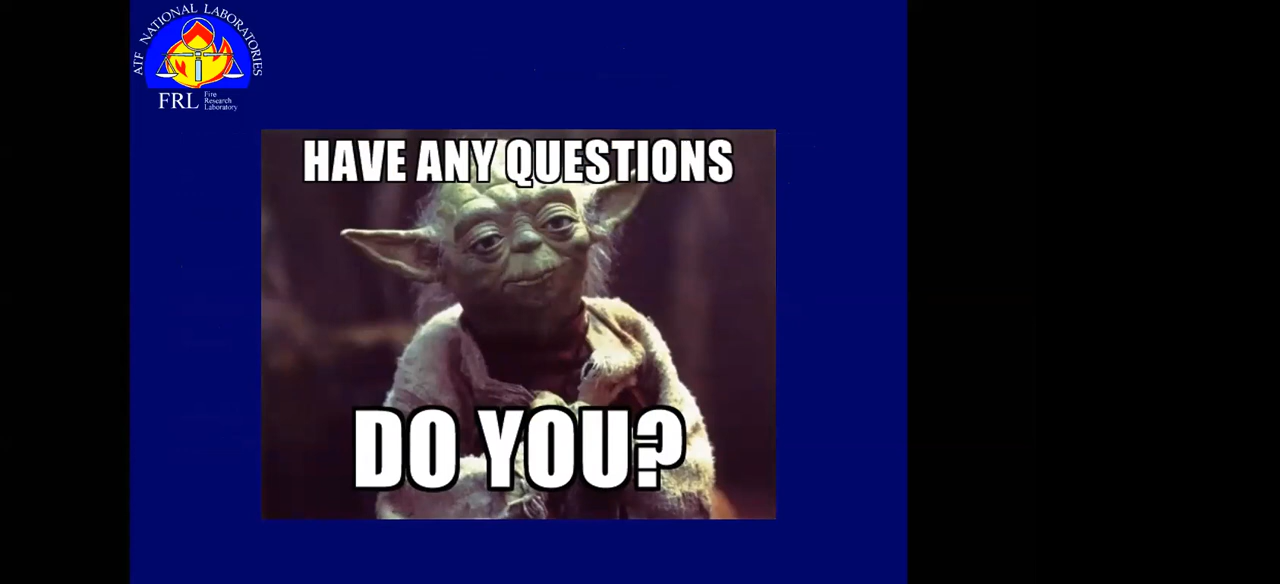 ATF NATIONAL LABORATORIES
FRL
Fire
Research
Laboratory
HAVE ANY QUESTIONS
DO YOU?